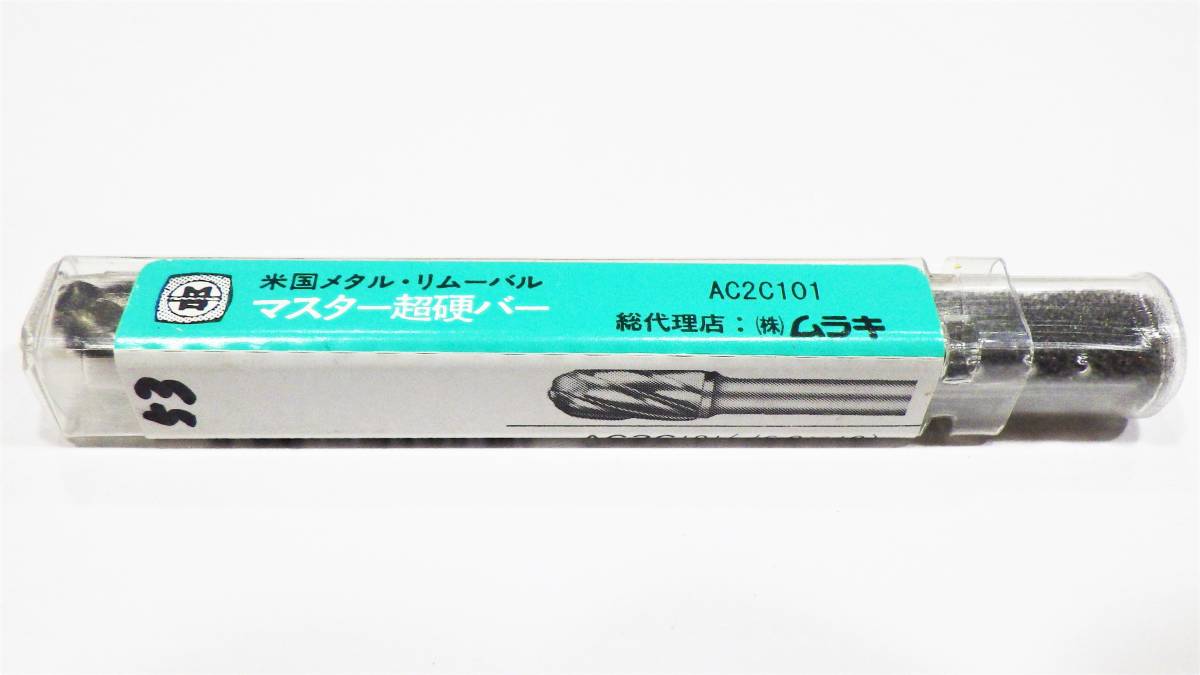 米国メタル・リムーバル
マスター超硬バー
AC2C101
総代理店：㈱ムラキ
53